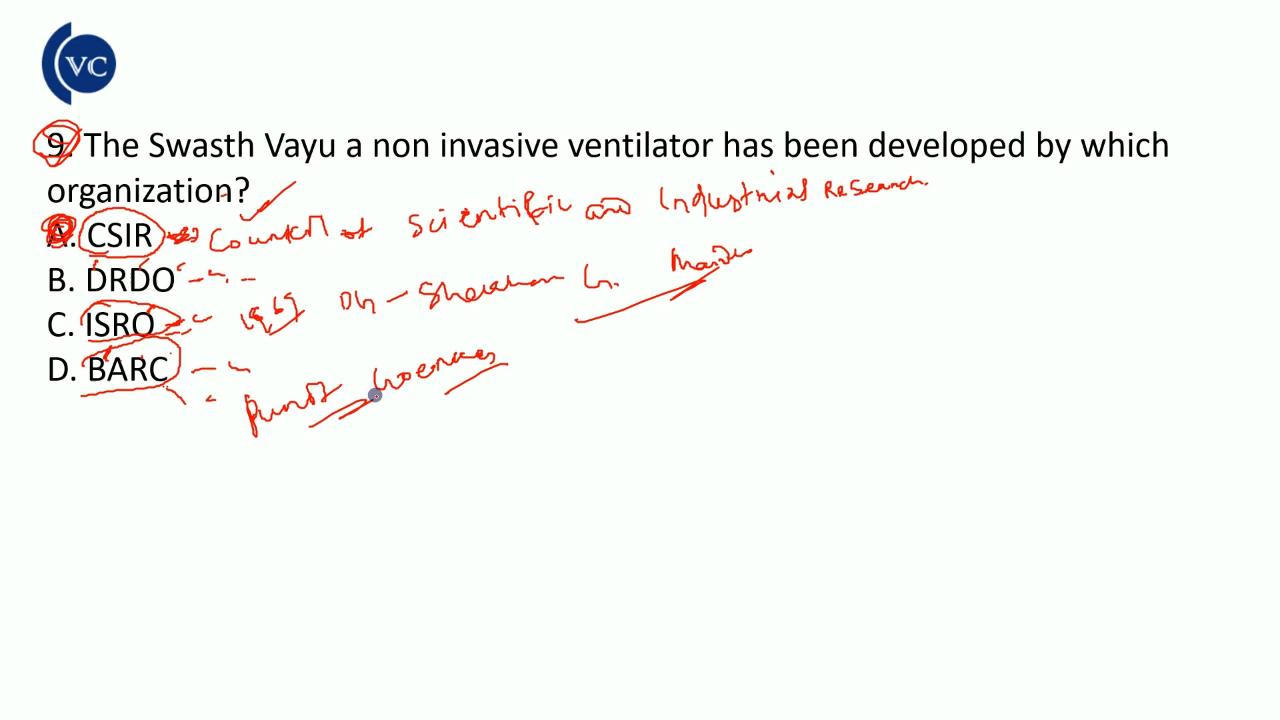 VC
9. The Swasth Vayu a non invasive ventilator has been developed by which
organization?
A. CSIR Council of Scientific and Industrial Research
B. DRDO
C. ISRO 1969
D. BARC